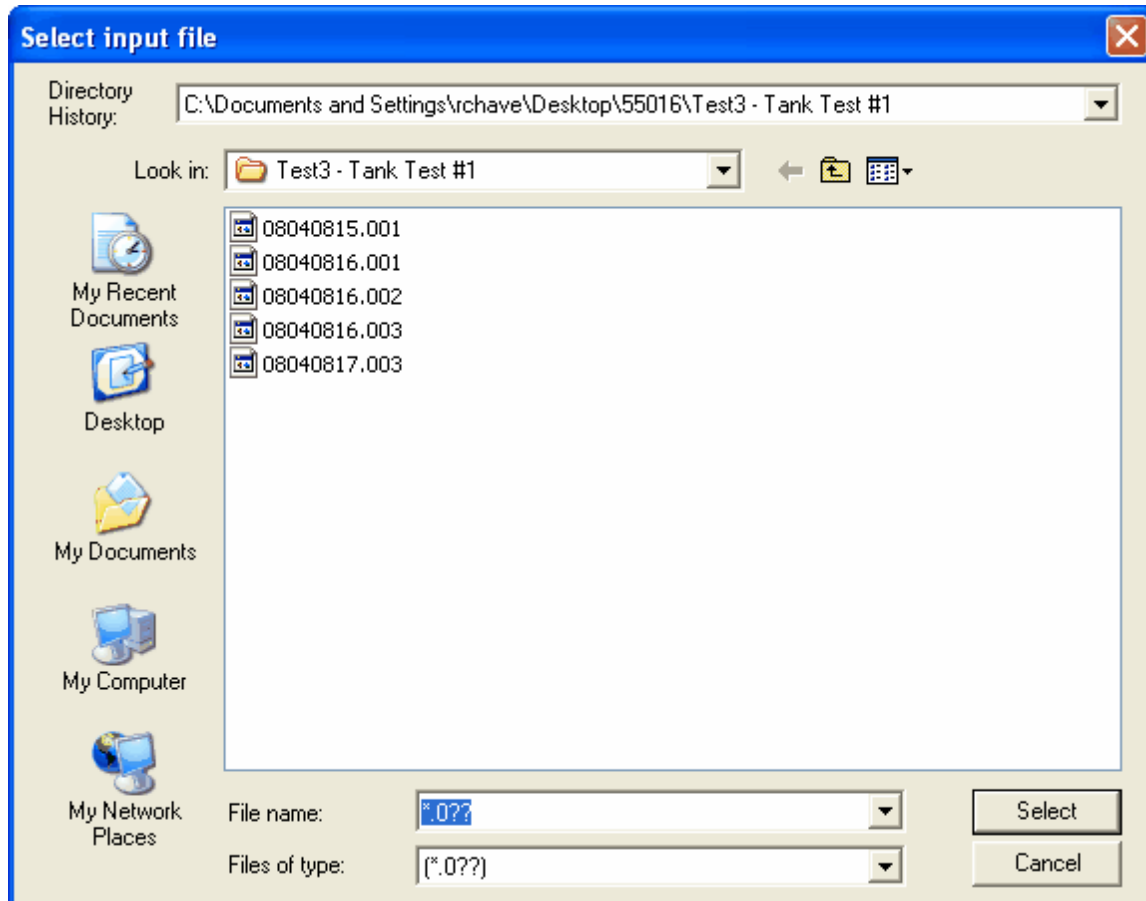 Select input file
Directory
History:
C:\Documents and Settings\rchave\Desktop\55016\Test3 - Tank Test #1
Look in:
Test3 - Tank Test #1
08040815.001
08040816.001
08040816.002
08040816.003
08040817.003
My Recent
Documents
Desktop
My Documents
My Computer
My Network
Places
File name:
*.0??
Select
Files of type:
(*.0??)
Cancel